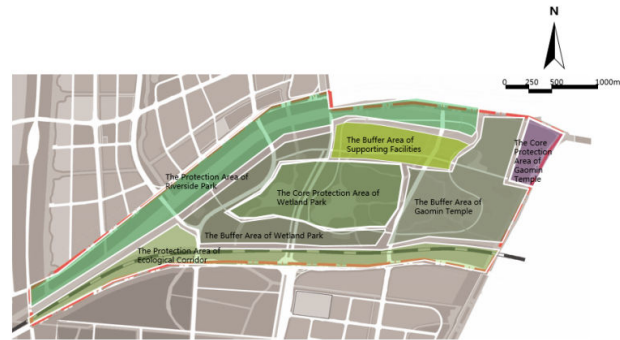 N
0 250 500 1000m
The Buffer Area of
Supporting Facilities
The Core
Protection
Area of
Gaomin
Temple
The Protection Area of
Riverside Park
The Core Protection Area of
Wetland Park
The Buffer Area of
Gaomin Temple
The Buffer Area of Wetland Park
The Protection Area of
Ecological Corridor